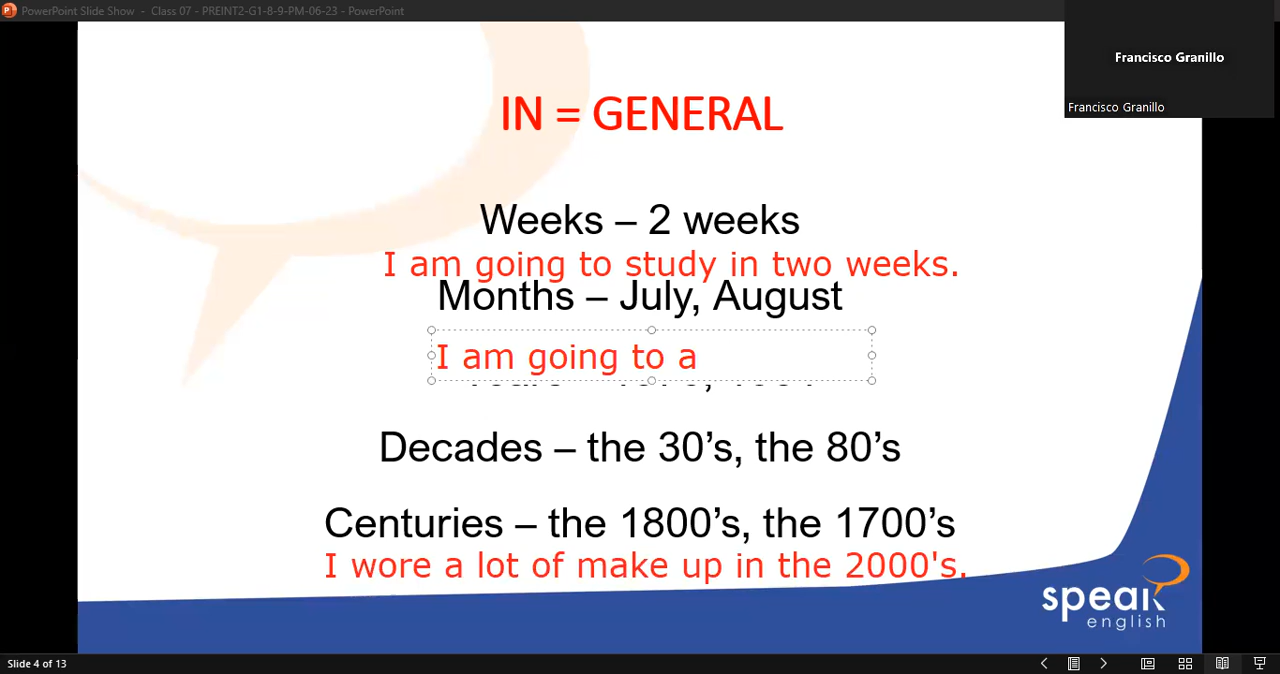 PowerPoint Slide Show - Class 07 - PREINT2-G1-8-9-PM-06-23 - PowerPoint
Francisco Granillo
Francisco Granillo
IN = GENERAL
Weeks – 2 weeks
I am going to study in two weeks.
Months – July, August
I am going to a
Decades – the 30’s, the 80’s
Centuries – the 1800’s, the 1700’s
I wore a lot of make up in the 2000's.
speak
english
Slide 4 of 13